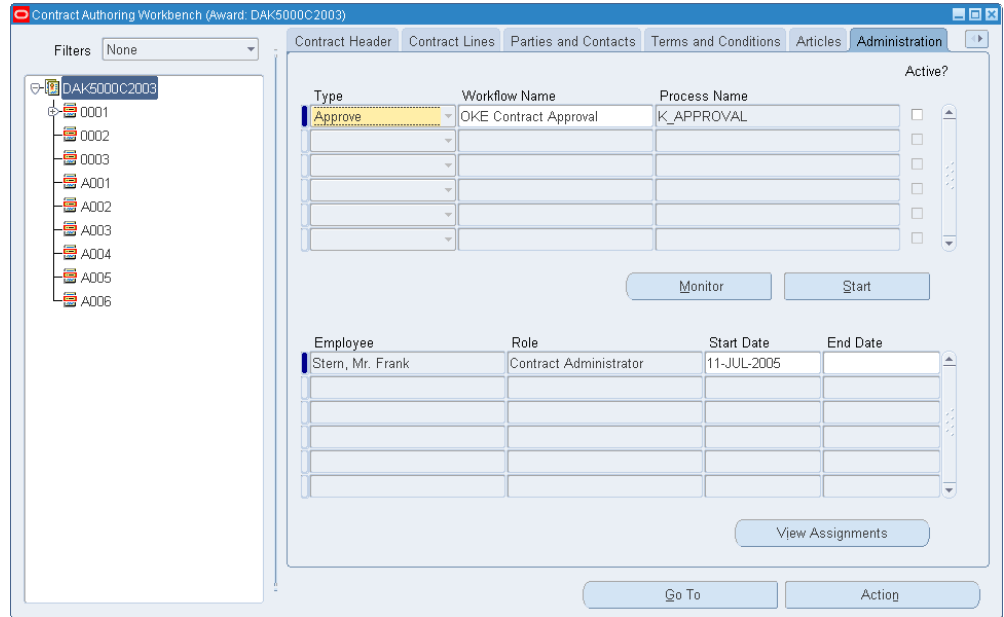 Contract Authoring Workbench (Award: DAK5000C2003)
Filters None
Contract Header Contract Lines Parties and Contacts Terms and Conditions Articles Administration
DAK5000C2003
0001
0002
0003
A001
A002
A003
A004
A005
A006
Active?
Type Workflow Name Process Name
Approve OKE Contract Approval K_APPROVAL
Monitor Start
Employee Role Start Date End Date
Stern, Mr. Frank Contract Administrator 11-JUL-2005
View Assignments
Go To Action